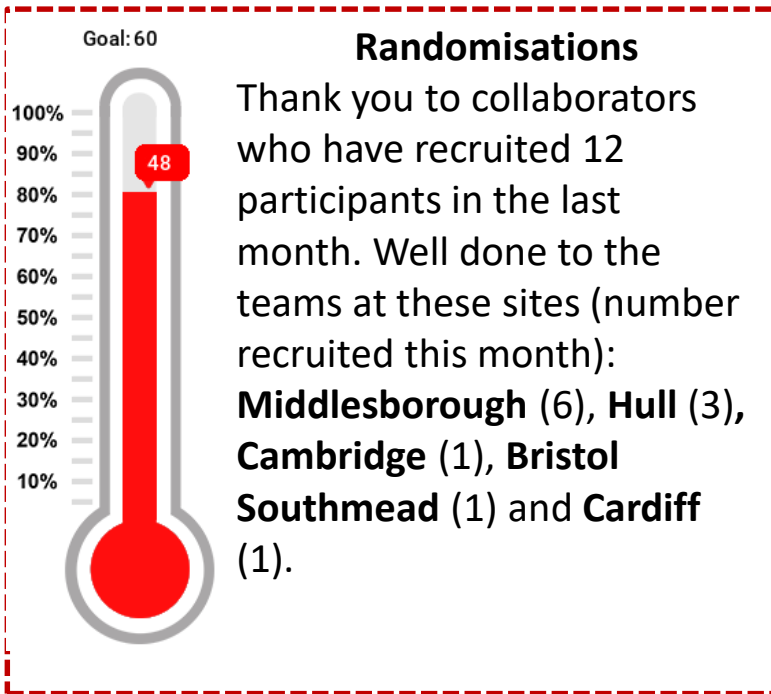 Goal: 60
100%
90%
80%
70%
60%
50%
40%
30%
20%
10%
48
Randomisations
Thank you to collaborators
who have recruited 12
participants in the last
month. Well done to the
teams at these sites (number
recruited this month):
Middlesborough (6), Hull (3),
Cambridge (1), Bristol
Southmead (1) and Cardiff
(1).